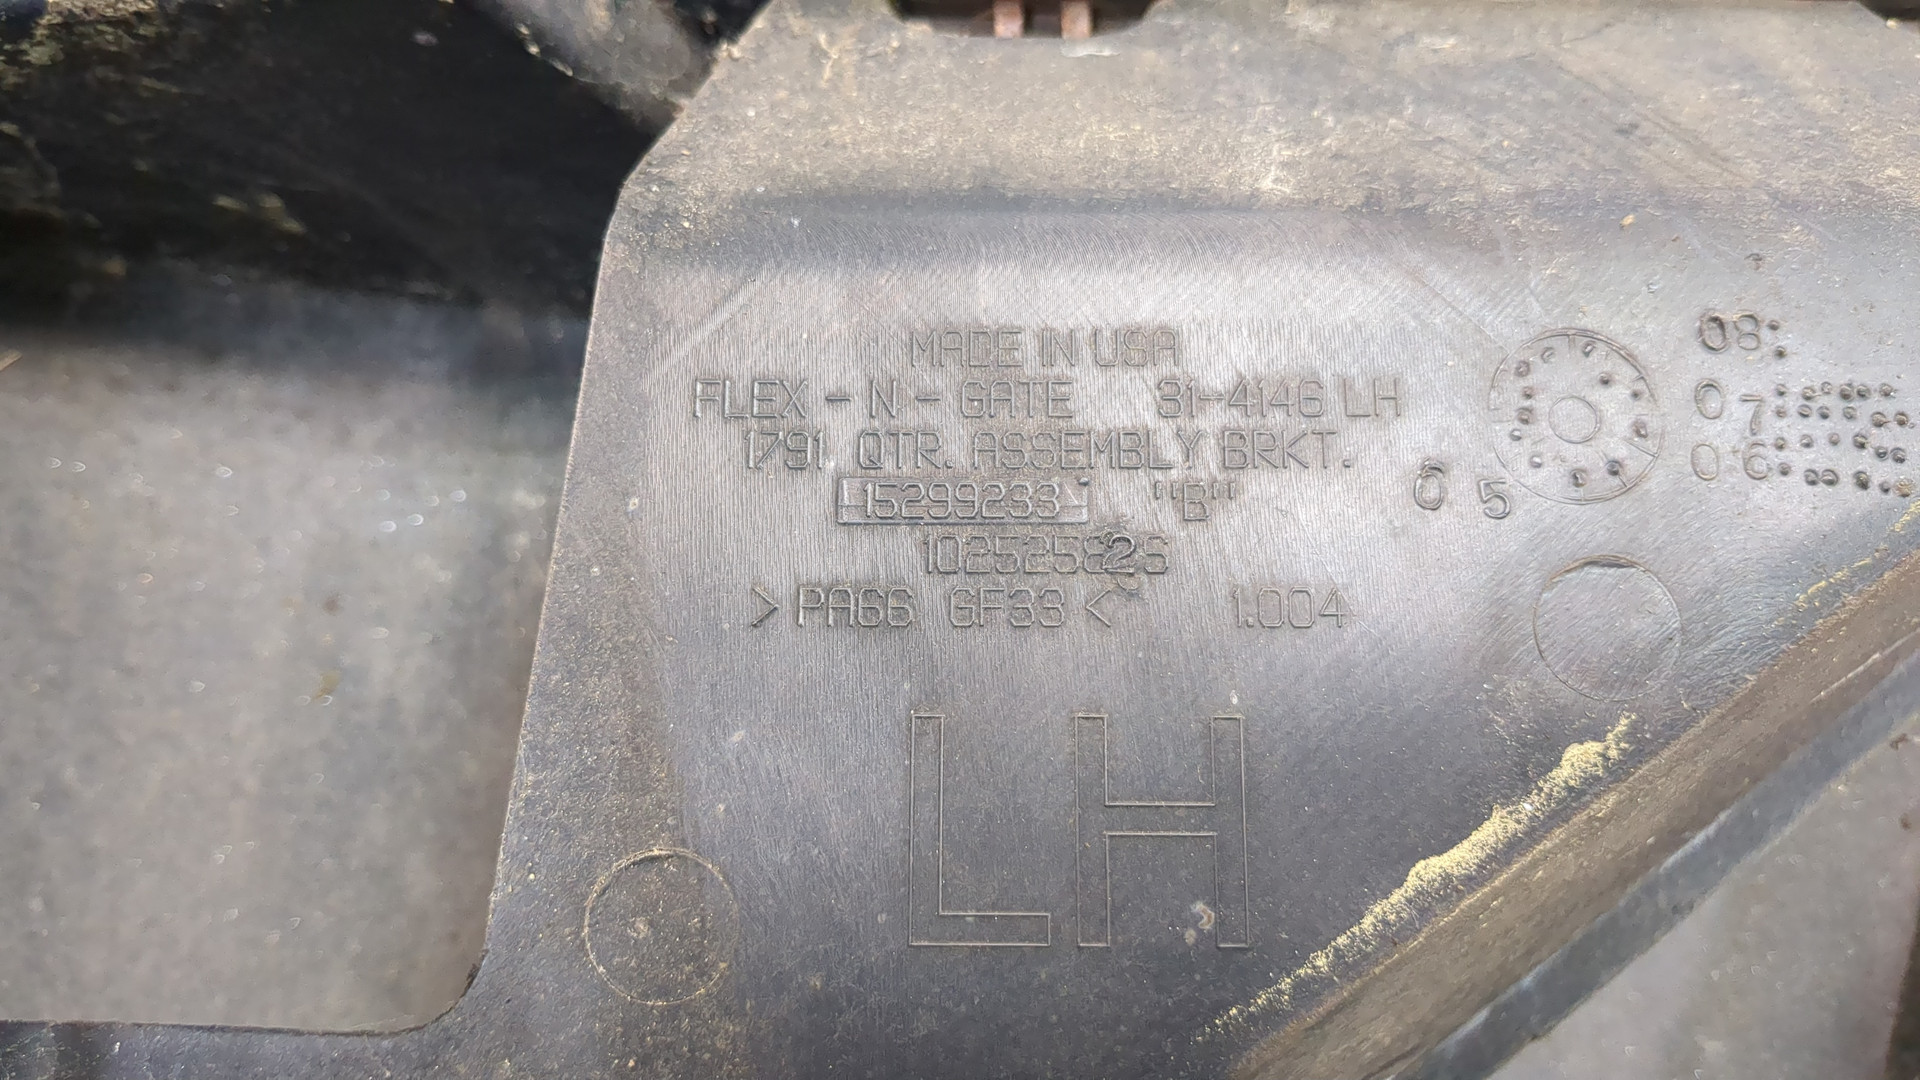 MADE IN USA
FLEX - N - GATE 31-4146 LH
1791 QTR. ASSEMBLY BRKT.
15299233 "B"
> PA66 GF33 < 1.004
LH
05
08
07
06